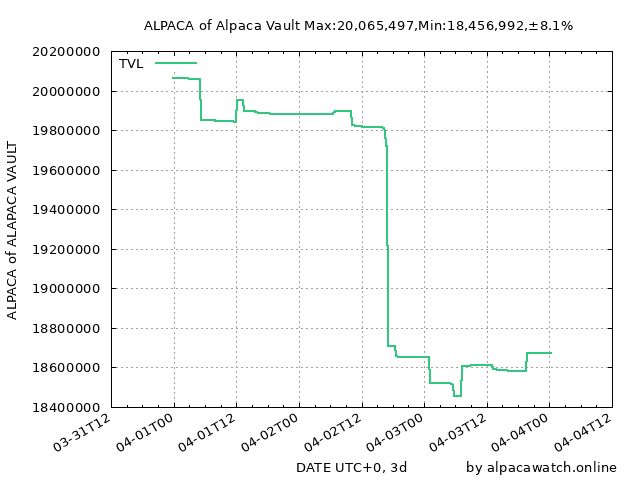 ALPACA of Alpaca Vault Max:20,065,497,Min:18,456,992,±8.1%
TVL
20200000
20000000
19800000
19600000
19400000
19200000
19000000
18800000
18600000
18400000
ALPACA of ALAPACA VAULT
03-31T12
04-01T00
04-01T12
04-02T00
04-02T12
04-03T00
04-03T12
04-04T00
04-04T12
DATE UTC+0, 3d
by alpacawatch.online